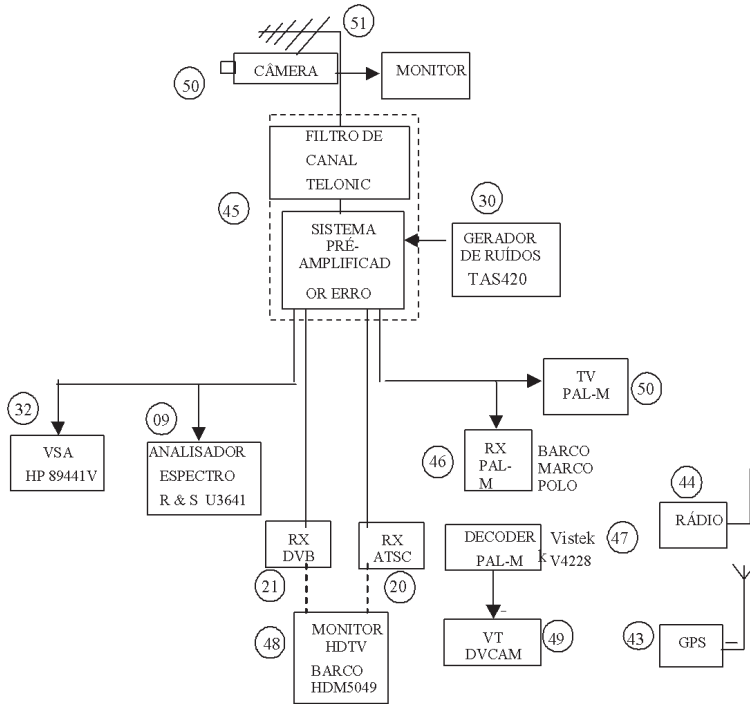 51
50
CÂMERA
MONITOR
FILTRO DE
CANAL
TELONIC
45
30
SISTEMA
PRÉ-
AMPLIFICAD
OR ERRO
GERADOR
DE RUÍDOS
TAS420
TV
PAL-M
50
32
09
VSA
HP 89441V
ANALISADOR
ESPECTRO
R & S U3641
46
RX
PAL-
M
BARCO
MARCO
POLO
44
RÁDIO
RX
DVB
21
RX
ATSC
20
DECODER
PAL-M
Vistek
k V4228
47
48
MONITOR
HDTV
BARCO
HDM5049
VT
DVCAM
49
43
GPS